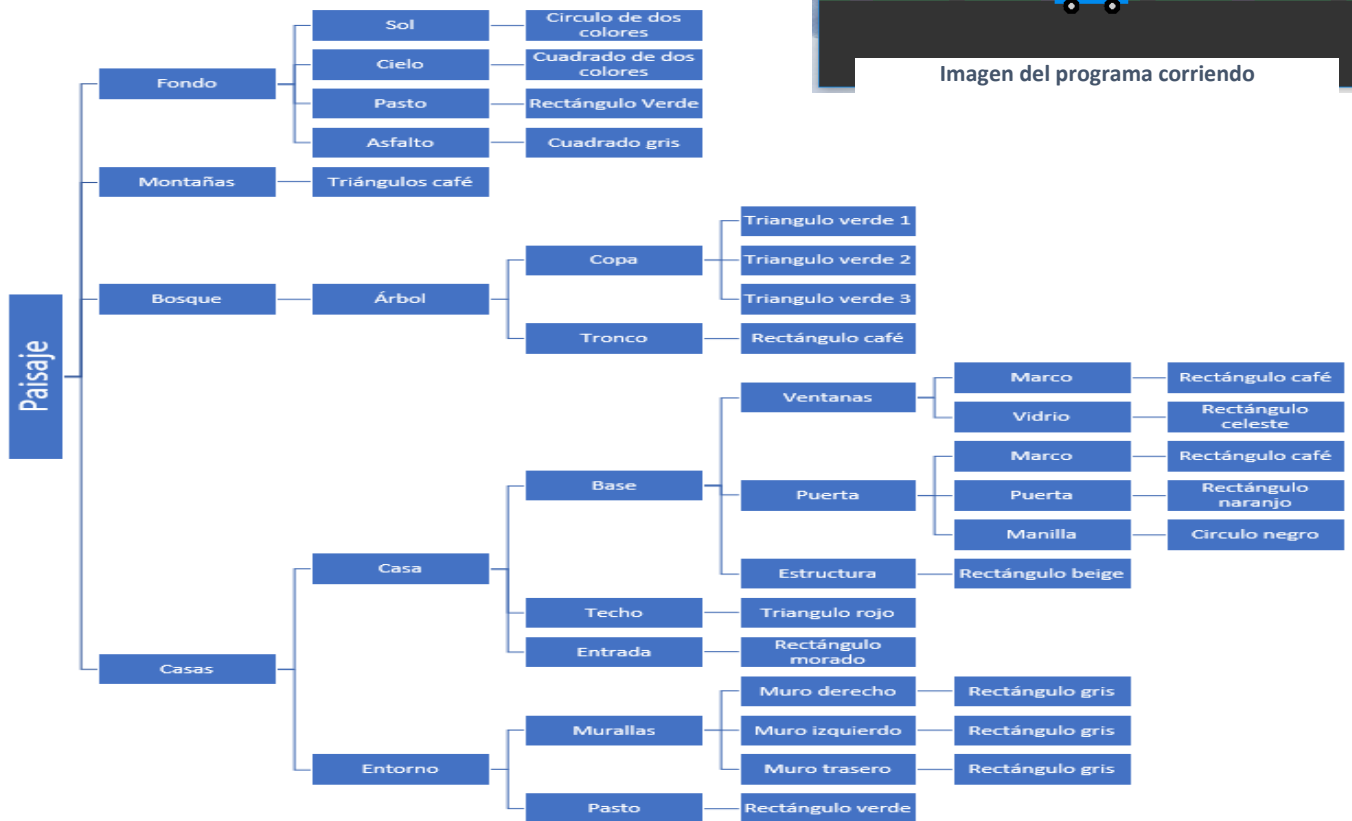 Imagen del programa corriendo
Paisaje
Fondo
Sol
Circulo de dos
colores
Cielo
Cuadrado de dos
colores
Pasto
Rectángulo Verde
Asfalto
Cuadrado gris
Montañas
Triángulos café
Bosque
Árbol
Copa
Triangulo verde 1
Triangulo verde 2
Triangulo verde 3
Tronco
Rectángulo café
Casas
Casa
Base
Ventanas
Marco
Rectángulo café
Vidrio
Rectángulo
celeste
Puerta
Marco
Rectángulo café
Puerta
Rectángulo
naranjo
Manilla
Circulo negro
Estructura
Rectángulo beige
Techo
Triangulo rojo
Entrada
Rectángulo
morado
Entorno
Murallas
Muro derecho
Rectángulo gris
Muro izquierdo
Rectángulo gris
Muro trasero
Rectángulo gris
Pasto
Rectángulo verde